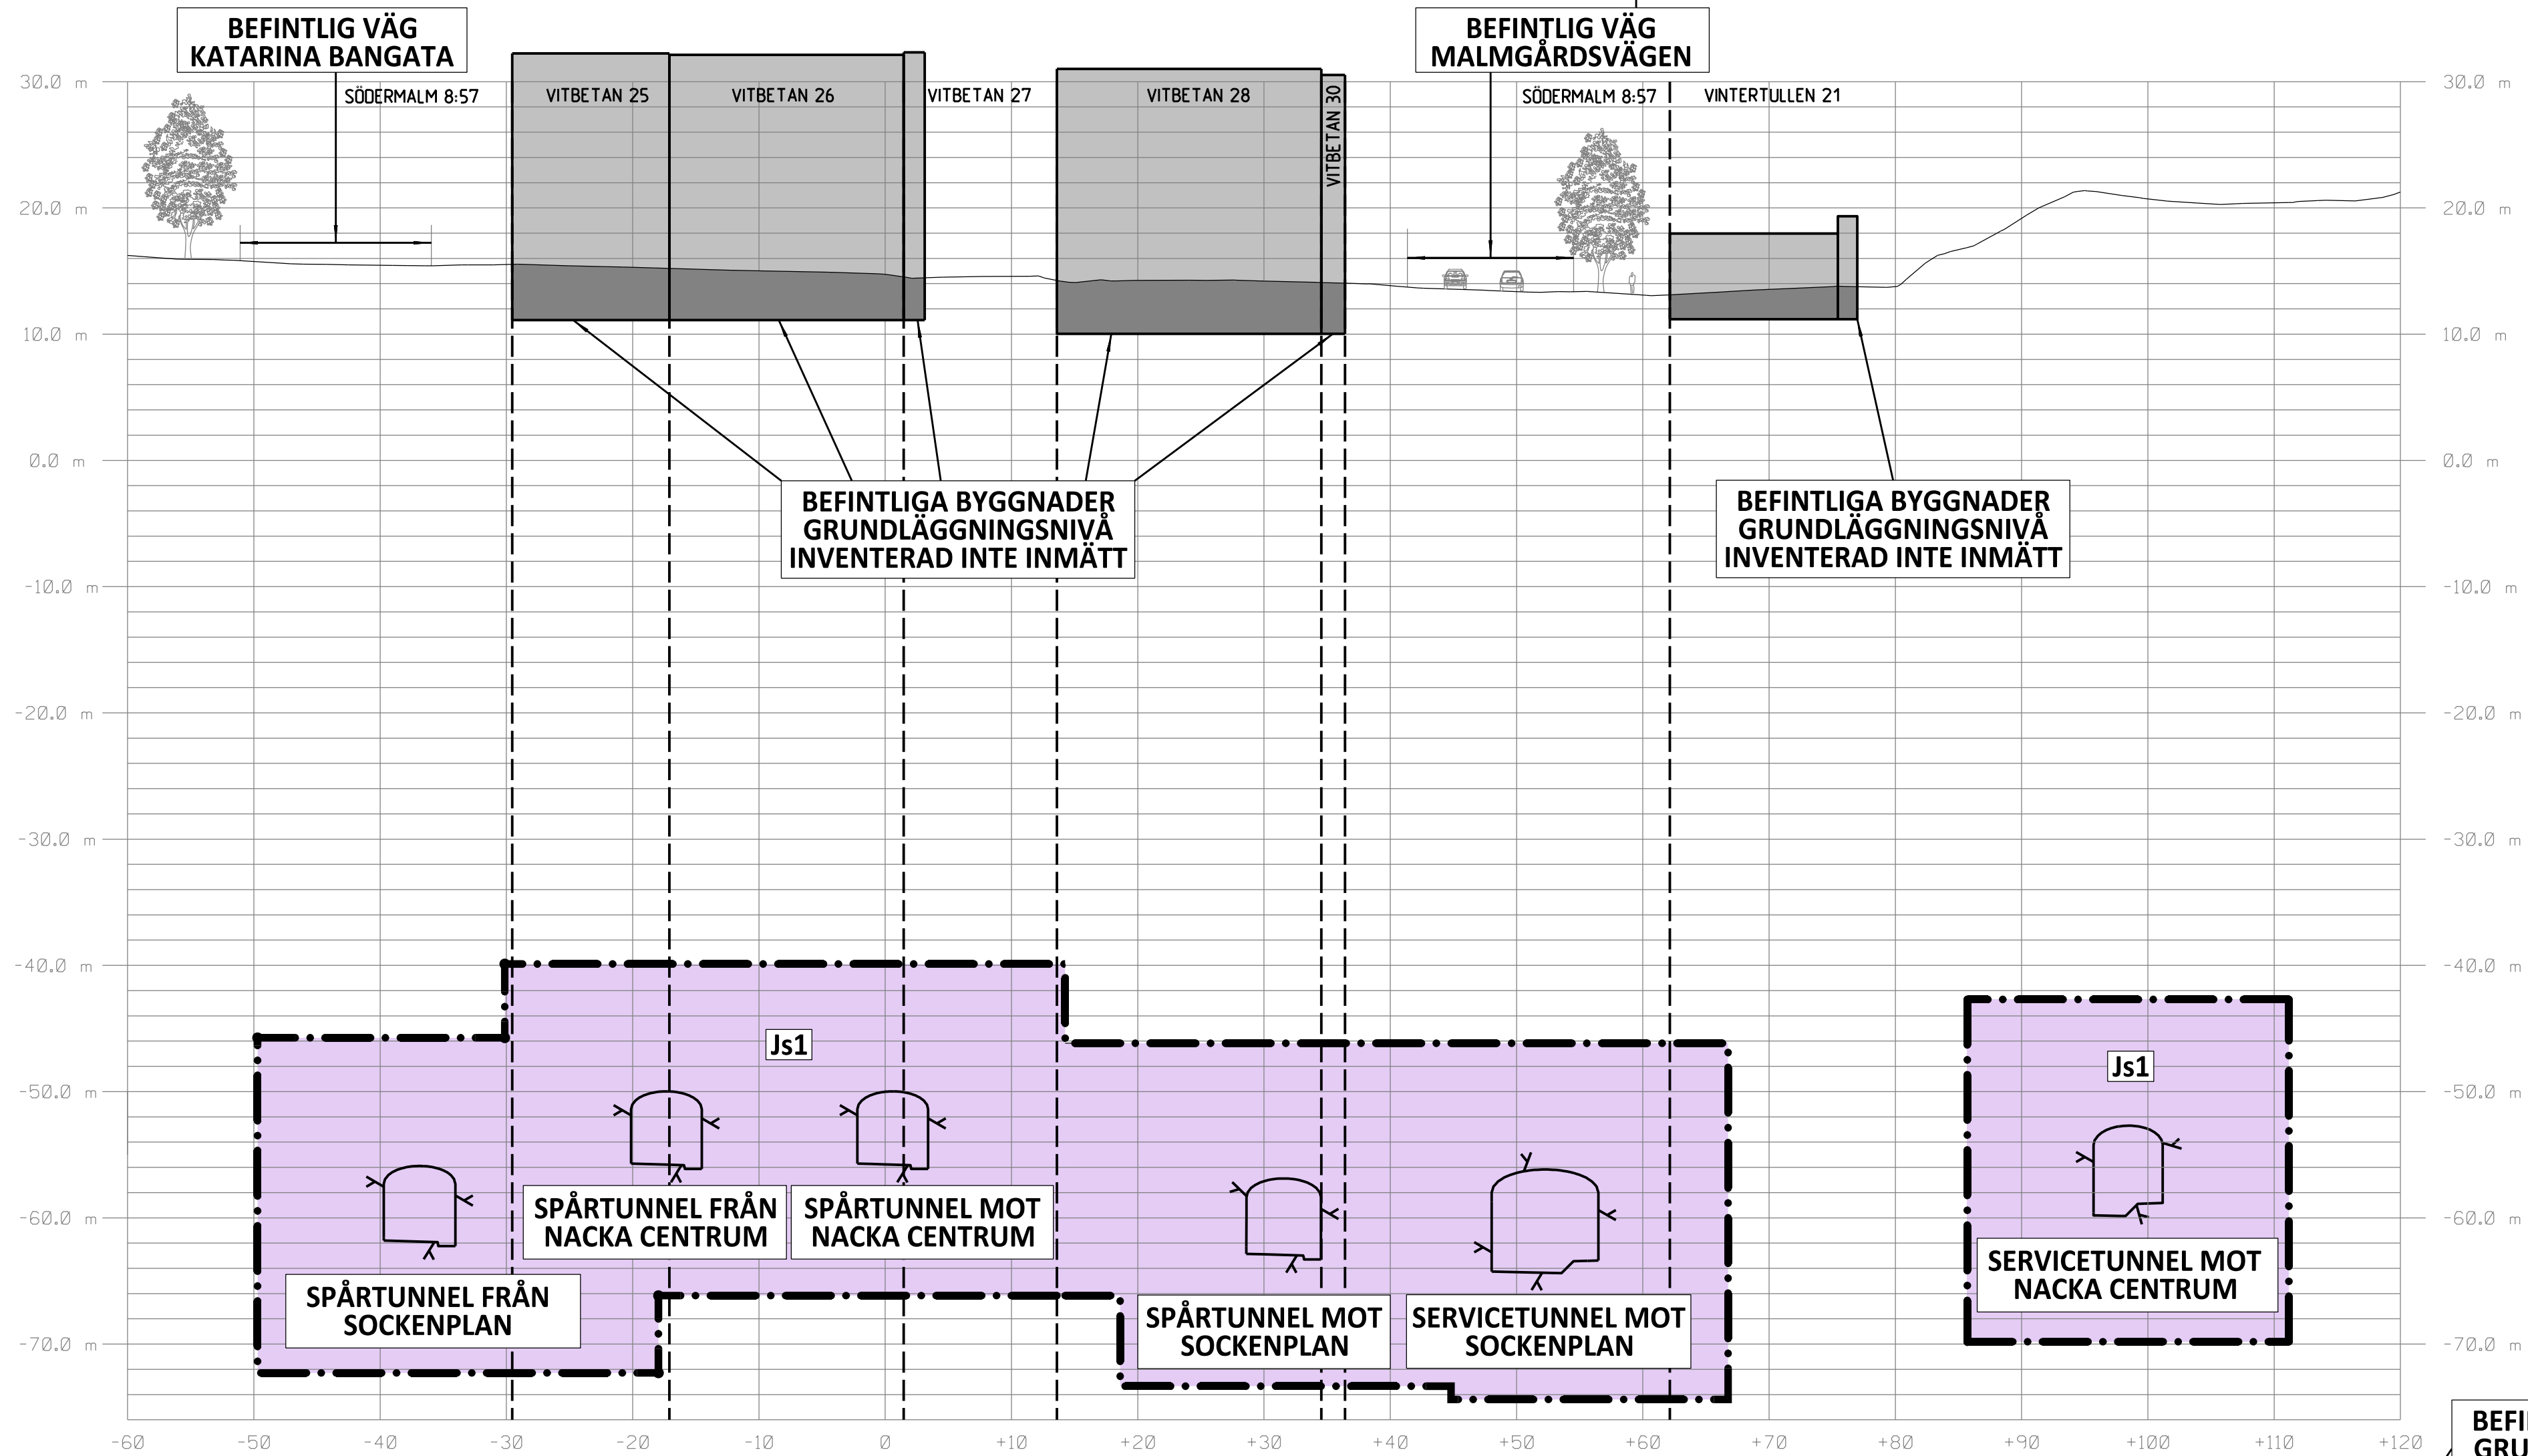 BEFINTLIG VÄG
KATARINA BANGATA
BEFINTLIG VÄG
MALMGÅRDSVÄGEN
30.0 m
SÖDERMALM 8:57
VITBETAN 25
VITBETAN 26
VITBETAN 27
VITBETAN 28
VITBETAN 30
SÖDERMALM 8:57
VINTERTULLEN 21
30.0 m
20.0 m
20.0 m
10.0 m
10.0 m
0.0 m
0.0 m
BEFINTLIGA BYGGNADER
GRUNDLÄGGNINGSNIVÅ
INVENTERAD INTE INMÄTT
BEFINTLIGA BYGGNADER
GRUNDLÄGGNINGSNIVÅ
INVENTERAD INTE INMÄTT
-10.0 m
-10.0 m
-20.0 m
-20.0 m
-30.0 m
-30.0 m
-40.0 m
-40.0 m
Js1
Js1
-50.0 m
-50.0 m
-60.0 m
-60.0 m
SPÅRTUNNEL FRÅN
NACKA CENTRUM
SPÅRTUNNEL MOT
NACKA CENTRUM
SERVICETUNNEL MOT
NACKA CENTRUM
SPÅRTUNNEL FRÅN
SOCKENPLAN
SPÅRTUNNEL MOT
SOCKENPLAN
SERVICETUNNEL MOT
SOCKENPLAN
-70.0 m
-70.0 m
-60 -50 -40 -30 -20 -10 0 +10 +20 +30 +40 +50 +60 +70 +80 +90 +100 +110 +120